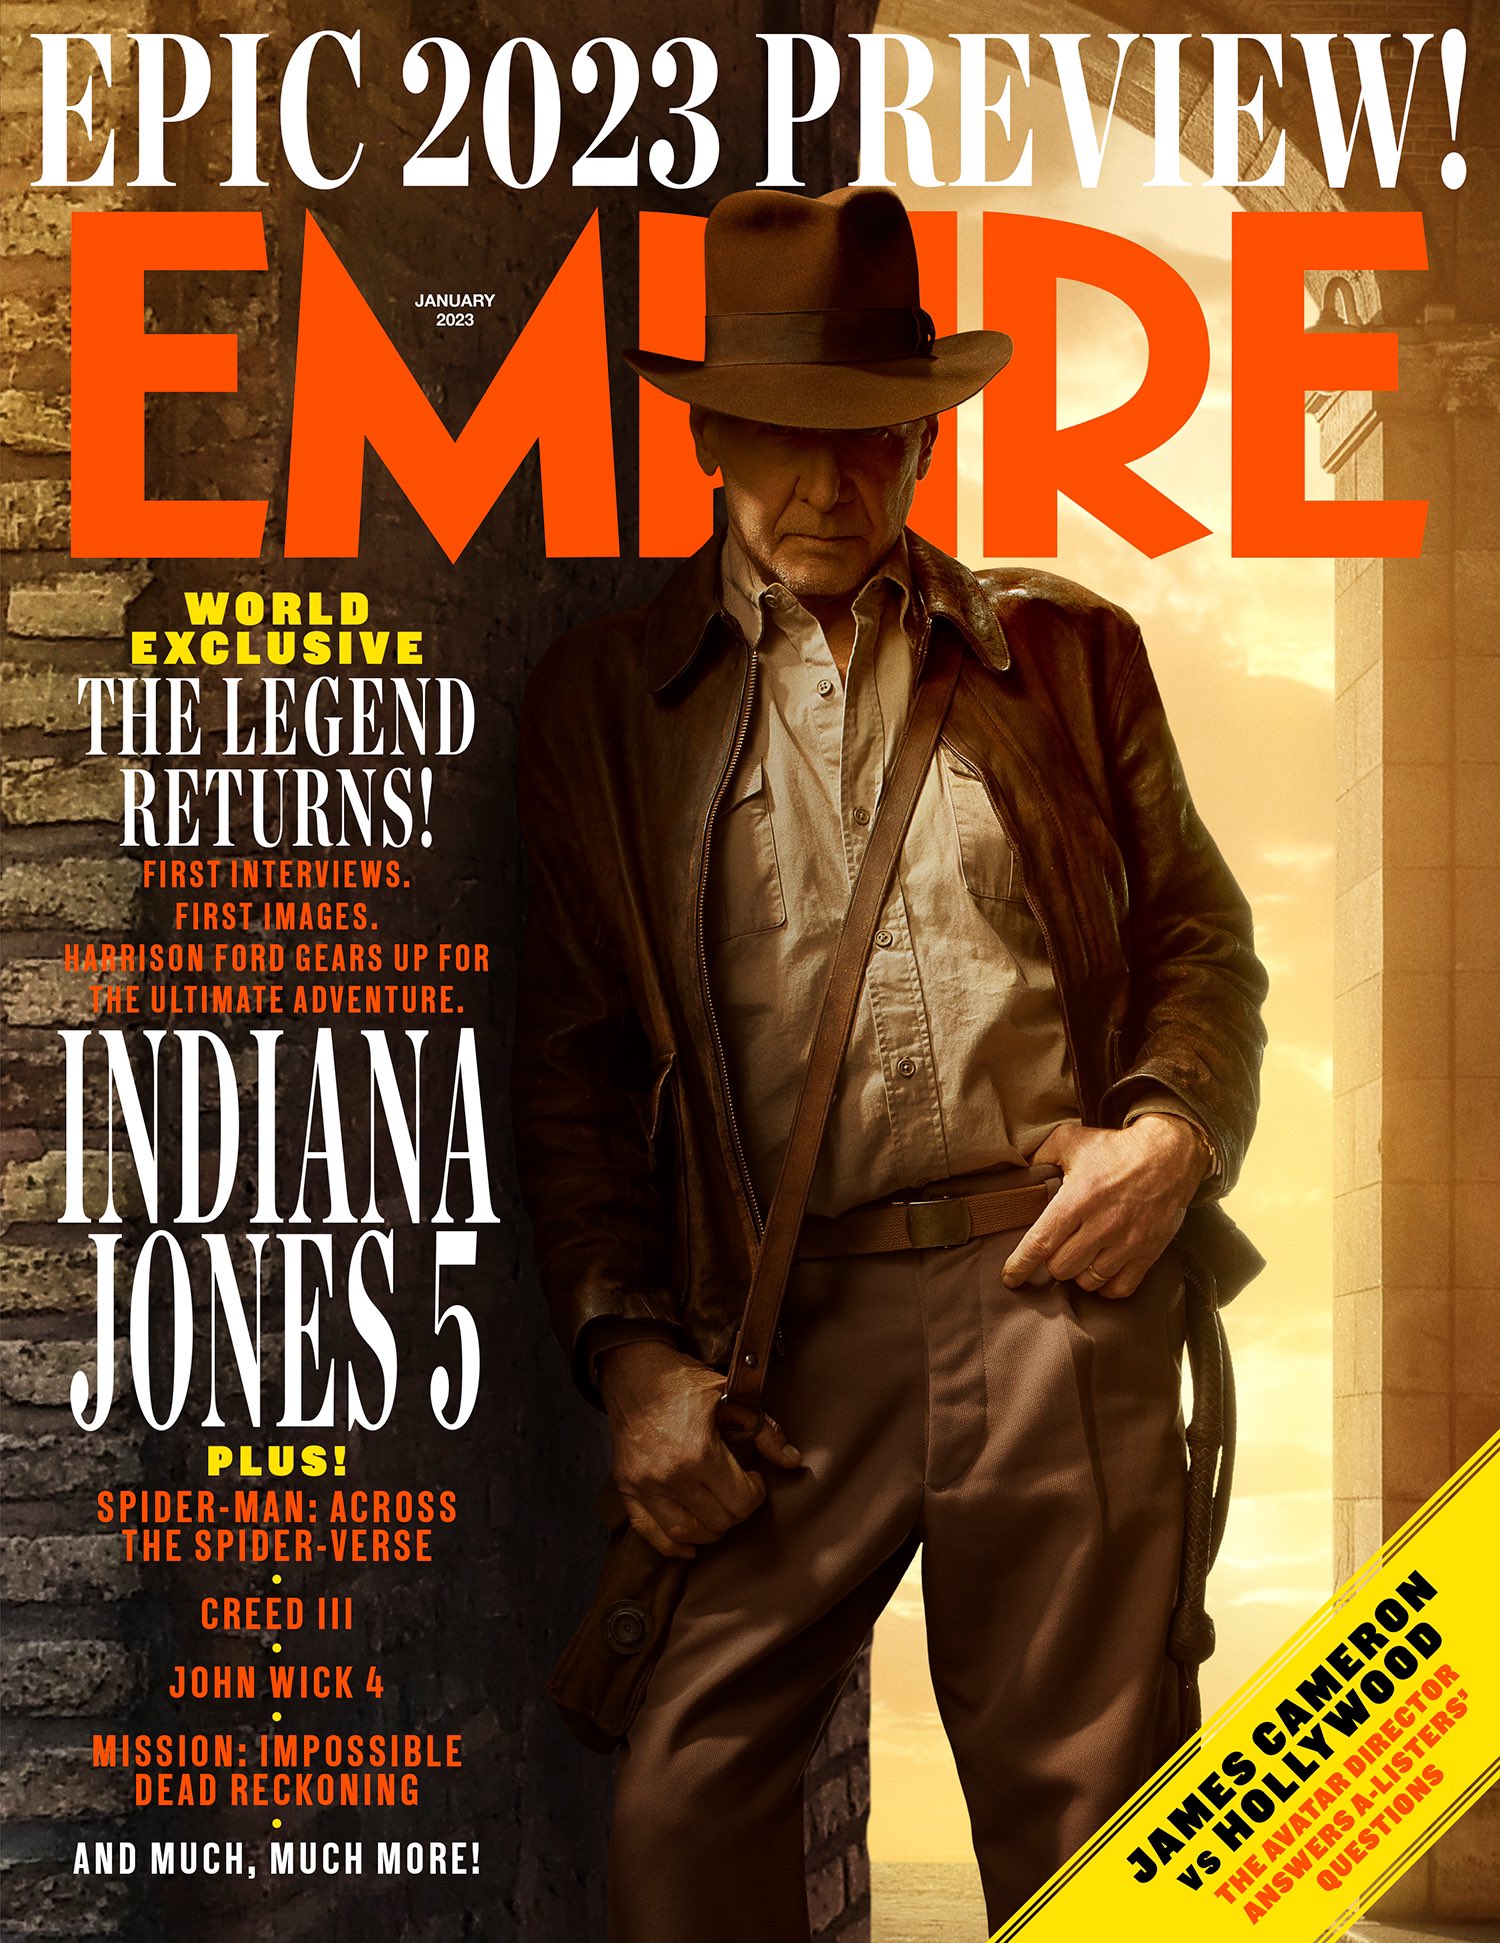 EPIC 2023 PREVIEW!
EMPIRE
JANUARY
2023
WORLD
EXCLUSIVE
THE LEGEND
RETURNS!
FIRST INTERVIEWS.
FIRST IMAGES.
HARRISON FORD GEARS UP FOR
THE ULTIMATE ADVENTURE.
INDIANA
JONES 5
PLUS!
SPIDER-MAN: ACROSS
THE SPIDER-VERSE
•
CREED III
•
JOHN WICK 4
•
MISSION: IMPOSSIBLE
DEAD RECKONING
•
AND MUCH, MUCH MORE!
JAMES CAMERON
VS HOLLYWOOD
THE AVATAR DIRECTOR
ANSWERS A-LISTERS'
QUESTIONS